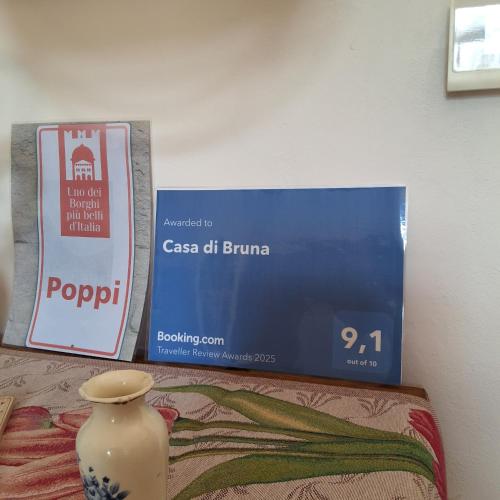 Uno dei
Borghi
più belli
d'Italia
Poppi
Awarded to
Casa di Bruna
Booking.com
Traveller Review Awards 2025
9,1
out of 10